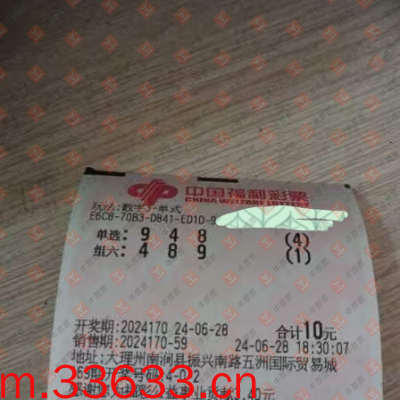 中国福利彩票
CHINA WELFARE LOTTERY
玩法:数字3-单式
E6C8-70B3-D841-ED1D-9
单选: 9 4 8 (4)
组六: 4 8 9 (1)
开奖期:2024170 24-06-28 合计10元
销售期:2024170-59 24-06-28 18:30:07
地址:大理州南涧县振兴南路五洲国际贸易城
m.33633.cn